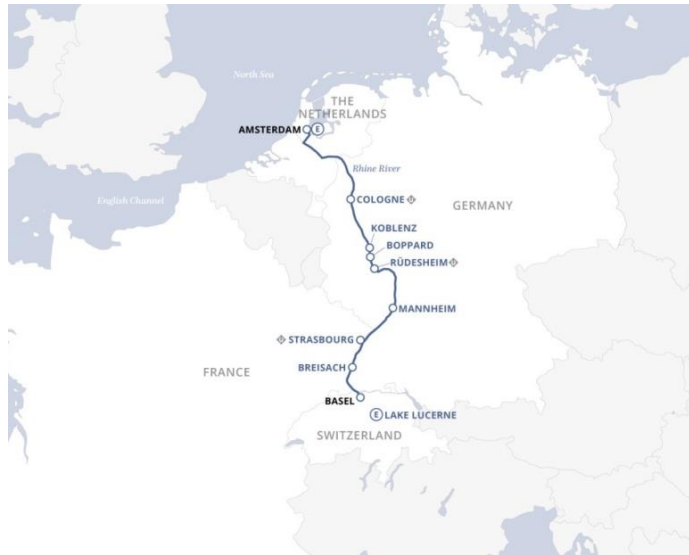 North Sea
THE
NETHERLANDS
AMSTERDAM E
Rhine River
COLOGNE
English Channel
GERMANY
KOBLENZ
BOPPARD
RÜDESHEIM
MANNHEIM
STRASBOURG
BREISACH
FRANCE
BASEL
E LAKE LUCERNE
SWITZERLAND